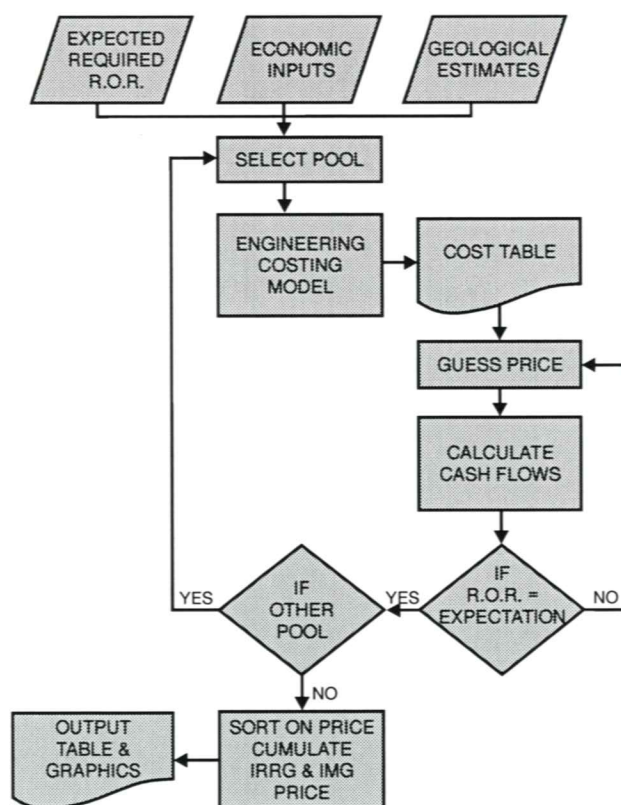 EXPECTED
REQUIRED
R.O.R.
ECONOMIC
INPUTS
GEOLOGICAL
ESTIMATES
SELECT POOL
ENGINEERING
COSTING
MODEL
COST TABLE
GUESS PRICE
CALCULATE
CASH FLOWS
IF
R.O.R. =
EXPECTATION
NO
YES
IF
OTHER
POOL
YES
NO
SORT ON PRICE
CUMULATE
IRRG & IMG
PRICE
OUTPUT
TABLE &
GRAPHICS